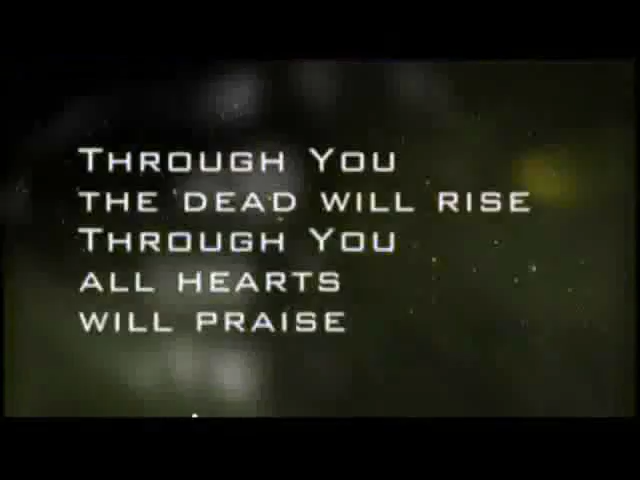 THROUGH YOU
THE DEAD WILL RISE
THROUGH YOU
ALL HEARTS
WILL PRAISE